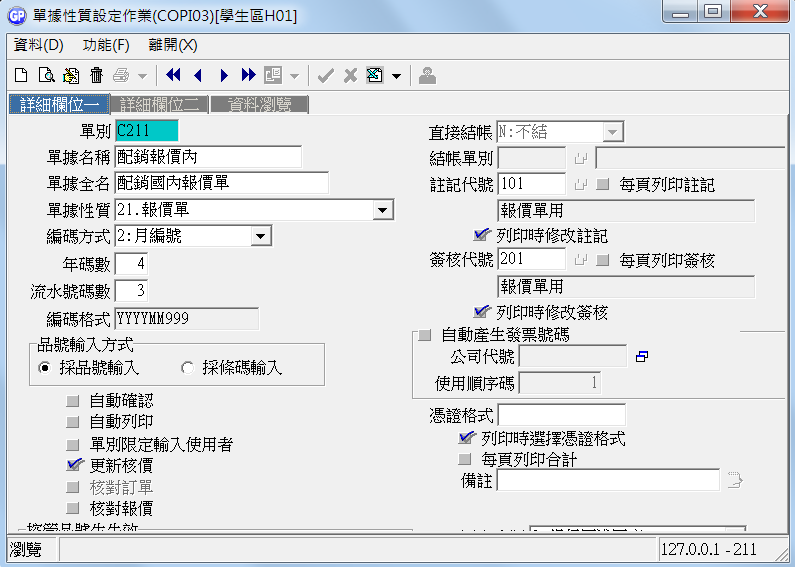 GP 單據性質設定作業(COPI03)[學生區H01]
資料(D) 功能(F) 離開(X)
詳細欄位一 詳細欄位二 資料瀏覽
單別 C211
單據名稱 配銷報價內
單據全名 配銷國內報價單
單據性質 21.報價單
編碼方式 2:月編號
年碼數 4
流水號碼數 3
編碼格式 YYYYMM999
品號輸入方式
採品號輸入 採條碼輸入
自動確認
自動列印
單別限定輸入使用者
更新核價
核對訂單
核對報價
直接結帳 N:不結
結帳單別
註記代號 101 每頁列印註記
報價單用
列印時修改註記
簽核代號 201 每頁列印簽核
報價單用
列印時修改簽核
自動產生發票號碼
公司代號
使用順序碼 1
憑證格式
列印時選擇憑證格式
每頁列印合計
備註
瀏覽 127.0.0.1 - 211